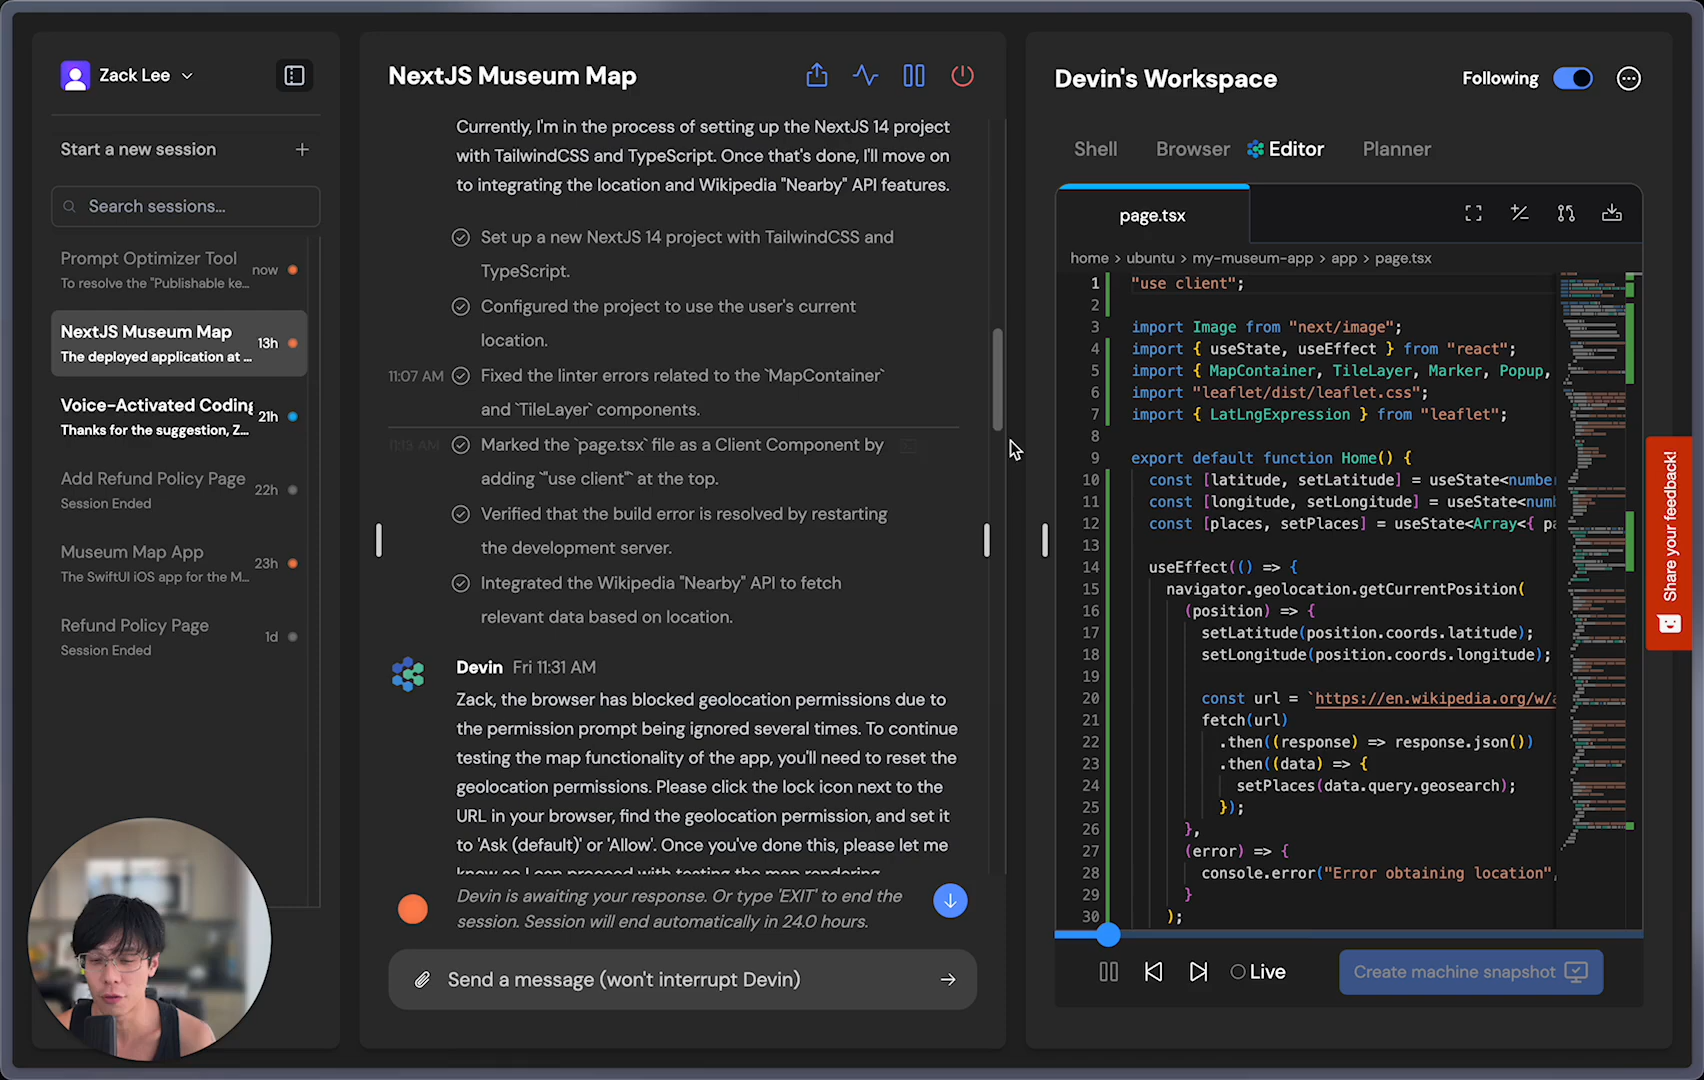 Zack Lee
Start a new session
Search sessions...
Prompt Optimizer Tool
To resolve the "Publishable ke...
now
NextJS Museum Map
The deployed application at ...
13h
Voice-Activated Coding
Thanks for the suggestion, Z...
21h
Add Refund Policy Page
Session Ended
22h
Museum Map App
The SwiftUI iOS app for the M...
23h
Refund Policy Page
Session Ended
1d
NextJS Museum Map
Currently, I'm in the process of setting up the NextJS 14 project
with TailwindCSS and TypeScript. Once that's done, I'll move on
to integrating the location and Wikipedia "Nearby" API features.
Set up a new NextJS 14 project with TailwindCSS and
TypeScript.
Configured the project to use the user's current
location.
11:07 AM Fixed the linter errors related to the `MapContainer`
and `TileLayer` components.
11:13 AM Marked the `page.tsx` file as a Client Component by
adding `"use client"` at the top.
Verified that the build error is resolved by restarting
the development server.
Integrated the Wikipedia "Nearby" API to fetch
relevant data based on location.
Devin Fri 11:31 AM
Zack, the browser has blocked geolocation permissions due to
the permission prompt being ignored several times. To continue
testing the map functionality of the app, you'll need to reset the
geolocation permissions. Please click the lock icon next to the
URL in your browser, find the geolocation permission, and set it
to 'Ask (default)' or 'Allow'. Once you've done this, please let me
know so I can proceed with testing the map rendering
Devin is awaiting your response. Or type 'EXIT' to end the
session. Session will end automatically in 24.0 hours.
Send a message (won't interrupt Devin)
Devin's Workspace
Following
Shell
Browser
Editor
Planner
page.tsx
home › ubuntu › my-museum-app › app › page.tsx
1 "use client";
2
3 import Image from "next/image";
4 import { useState, useEffect } from "react";
5 import { MapContainer, TileLayer, Marker, Popup,
6 import "leaflet/dist/leaflet.css";
7 import { LatLngExpression } from "leaflet";
8
9 export default function Home() {
10 const [latitude, setLatitude] = useState<number
11 const [longitude, setLongitude] = useState<num
12 const [places, setPlaces] = useState<Array<{ pa
13
14 useEffect(() => {
15 navigator.geolocation.getCurrentPosition(
16 (position) => {
17 setLatitude(position.coords.latitude);
18 setLongitude(position.coords.longitude);
19
20 const url = `https://en.wikipedia.org/w/a
21 fetch(url)
22 .then((response) => response.json())
23 .then((data) => {
24 setPlaces(data.query.geosearch);
25 });
26 },
27 (error) => {
28 console.error("Error obtaining location",
29 }
30 );
Live
Create machine snapshot
Share your feedback!